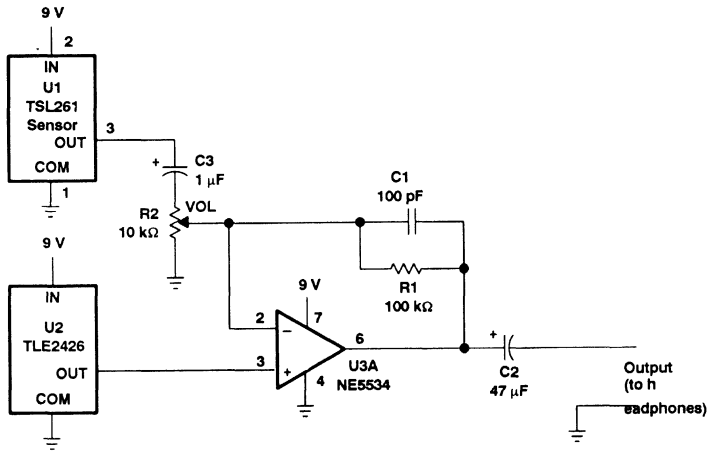 9 V
2
IN
U1
TSL261
Sensor
OUT
3
COM
1
+
C3
1 µF
VOL
R2
10 kΩ
C1
100 pF
R1
100 kΩ
9 V
IN
U2
TLE2426
OUT
COM
9 V
7
2
−
3
+
6
4
U3A
NE5534
+
C2
47 µF
Output
(to h
eadphones)